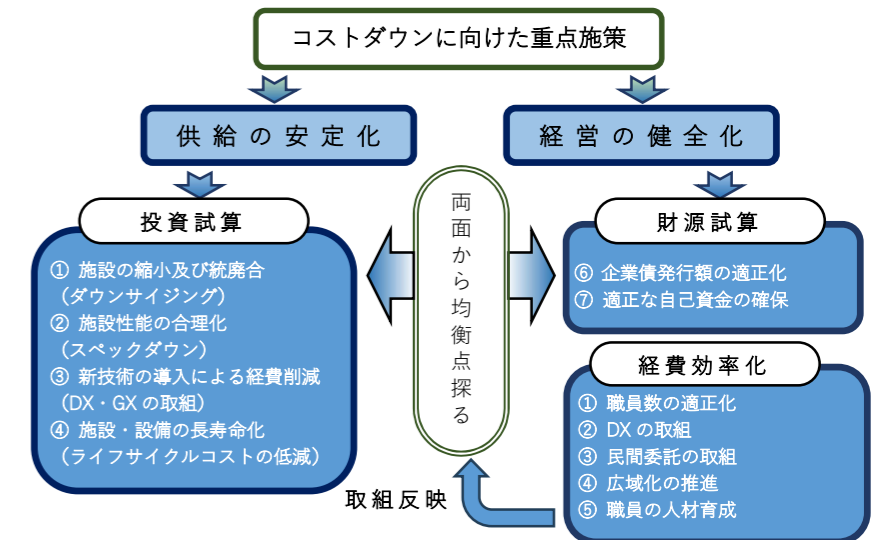 コストダウンに向けた重点施策
供給の安定化
経営の健全化
投資試算
① 施設の縮小及び統廃合
（ダウンサイジング）
② 施設性能の合理化
（スペックダウン）
③ 新技術の導入による経費削減
（DX・GX の取組）
④ 施設・設備の長寿命化
（ライフサイクルコストの低減）
両面から均衡点探る
財源試算
⑥ 企業債発行額の適正化
⑦ 適正な自己資金の確保
経費効率化
① 職員数の適正化
② DX の取組
③ 民間委託の取組
④ 広域化の推進
⑤ 職員の人材育成
取組反映